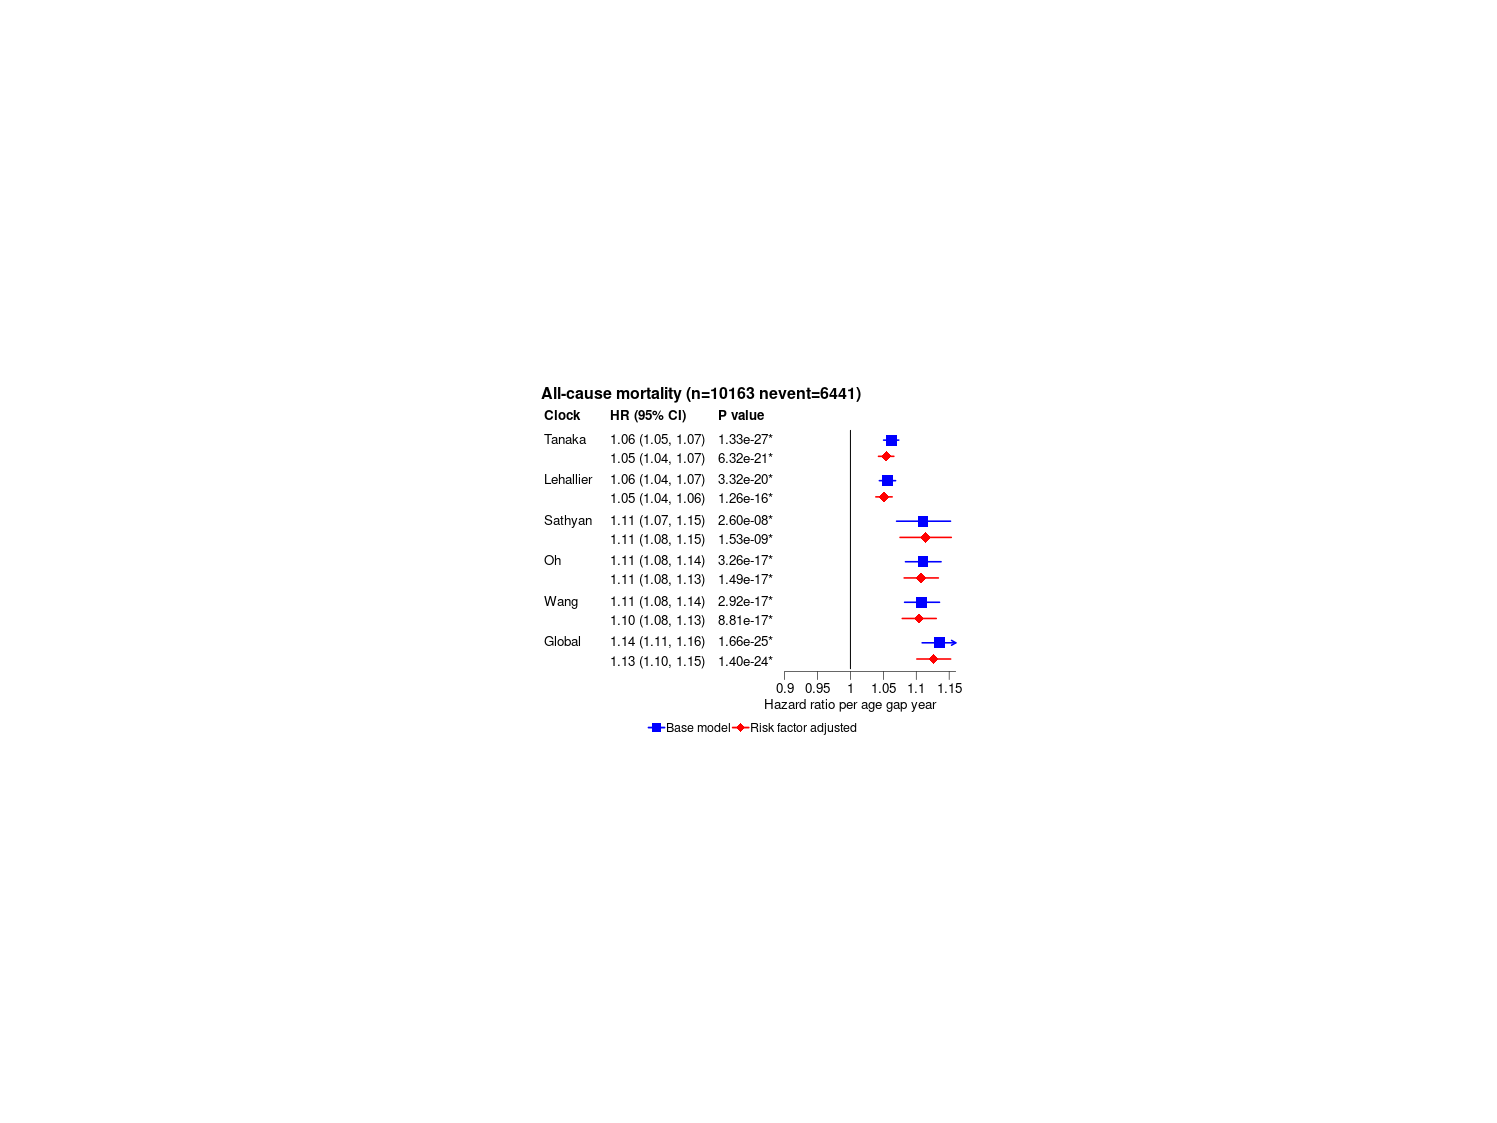 All-cause mortality (n=10163 nevent=6441)
Clock HR (95% CI) P value
Tanaka 1.06 (1.05, 1.07) 1.33e-27*
1.05 (1.04, 1.07) 6.32e-21*
Lehallier 1.06 (1.04, 1.07) 3.32e-20*
1.05 (1.04, 1.06) 1.26e-16*
Sathyan 1.11 (1.07, 1.15) 2.60e-08*
1.11 (1.08, 1.15) 1.53e-09*
Oh 1.11 (1.08, 1.14) 3.26e-17*
1.11 (1.08, 1.13) 1.49e-17*
Wang 1.11 (1.08, 1.14) 2.92e-17*
1.10 (1.08, 1.13) 8.81e-17*
Global 1.14 (1.11, 1.16) 1.66e-25*
1.13 (1.10, 1.15) 1.40e-24*
0.9 0.95 1 1.05 1.1 1.15
Hazard ratio per age gap year
Base model Risk factor adjusted